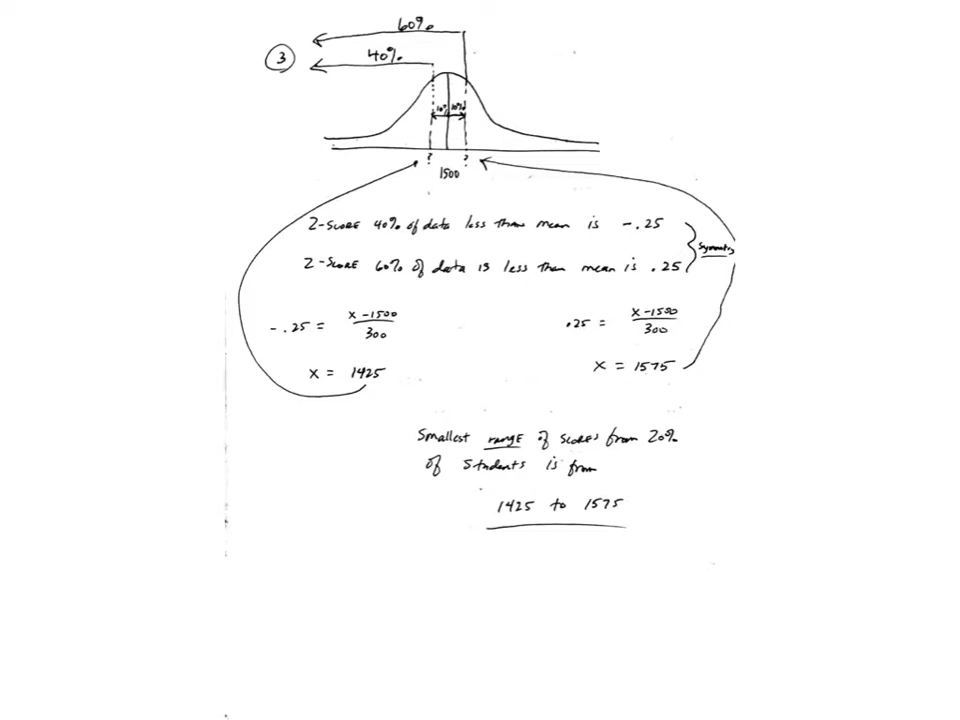 60%
③
40%
10% 10%
? ?
1500
Z-SCORE 40% of data less than mean is -.25
Z-SCORE 60% of data is less than mean is .25
Symmetry
-.25 = x-1500
300
.25 = x-1500
300
x = 1425
x = 1575
Smallest range of scores from 20%
of students is from
1425 to 1575